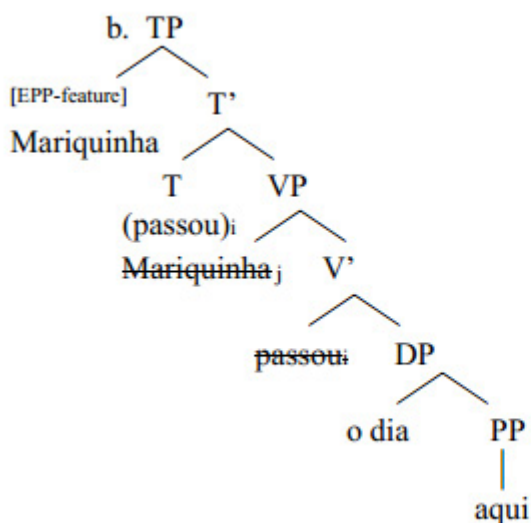 b. TP
[EPP-feature] T’
Mariquinha
T VP
(passou)i
Mariquinha j V’
passoui DP
o dia PP
aqui